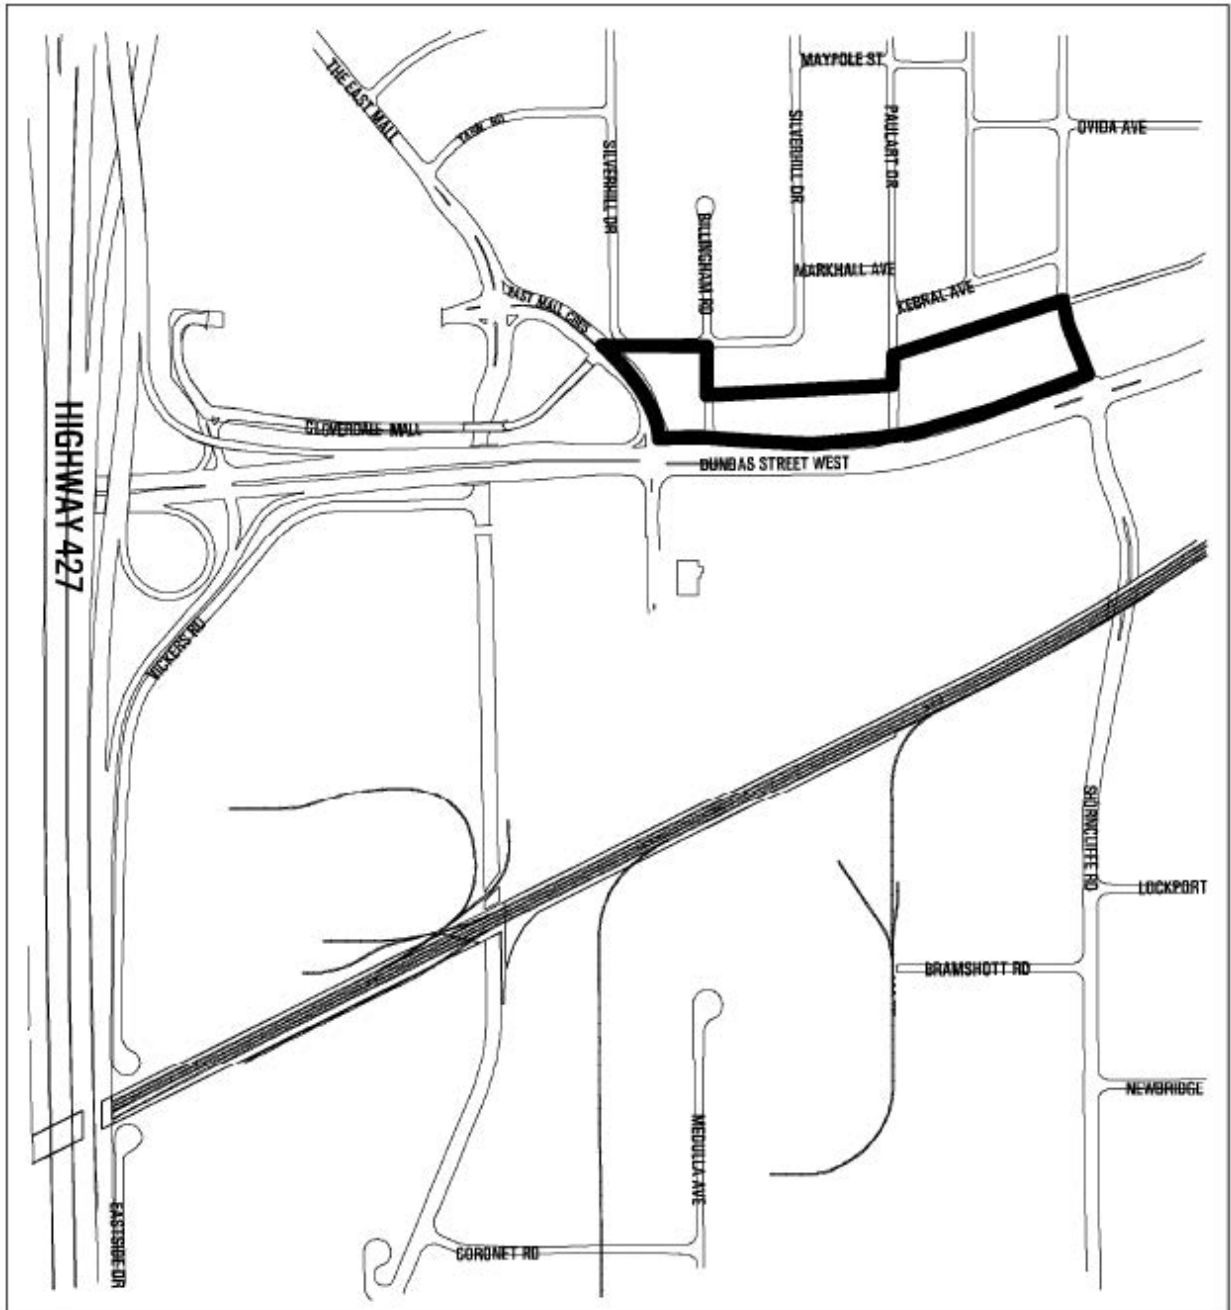 MAYPOLE ST
THE EAST MALL
YARN RD
SILVERHILL DR
SILVERHILL DR
PAULART DR
OVIDA AVE
BILLINGHAM RD
MARKHALL AVE
KEBRAL AVE
EAST MALL CRES
CLOVERDALE MALL
DUNDAS STREET WEST
HIGHWAY 427
VICKERS RD
SHORNCLIFFE RD
LOCKPORT
BRAMSHOTT RD
NEWBRIDGE
MEDULLA AVE
EASTSIDE DR
CORONET RD